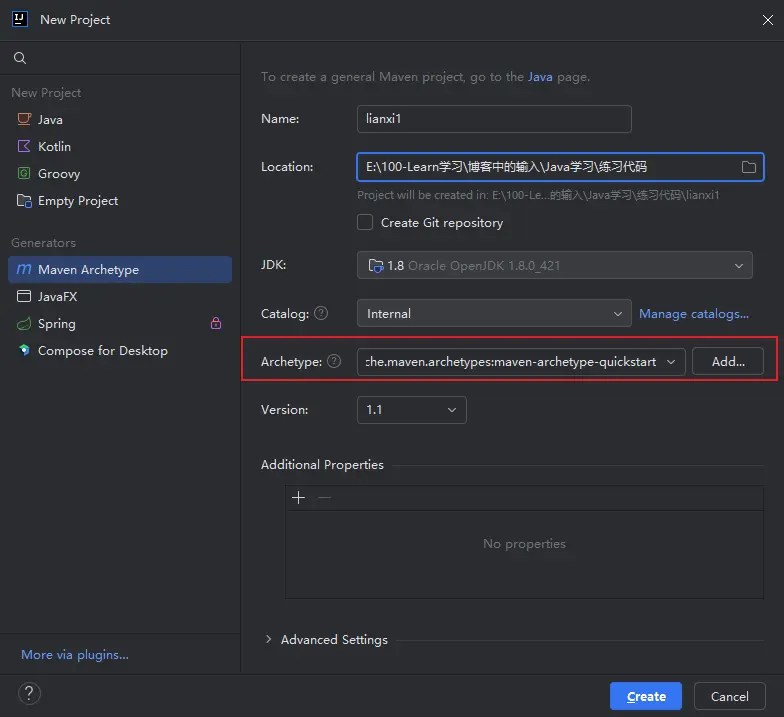 New Project
New Project
Java
Kotlin
Groovy
Empty Project
Generators
Maven Archetype
JavaFX
Spring
Compose for Desktop
More via plugins...
To create a general Maven project, go to the Java page.
Name: lianxi1
Location: E:\100-Learn学习\博客中的输入\Java学习\练习代码
Project will be created in: E:\100-Le...的输入\Java学习\练习代码\lianxi1
Create Git repository
JDK: 1.8 Oracle OpenJDK 1.8.0_421
Catalog: ? Internal Manage catalogs...
Archetype: ? :he.maven.archetypes:maven-archetype-quickstart Add...
Version: 1.1
Additional Properties
No properties
Advanced Settings
? Create Cancel